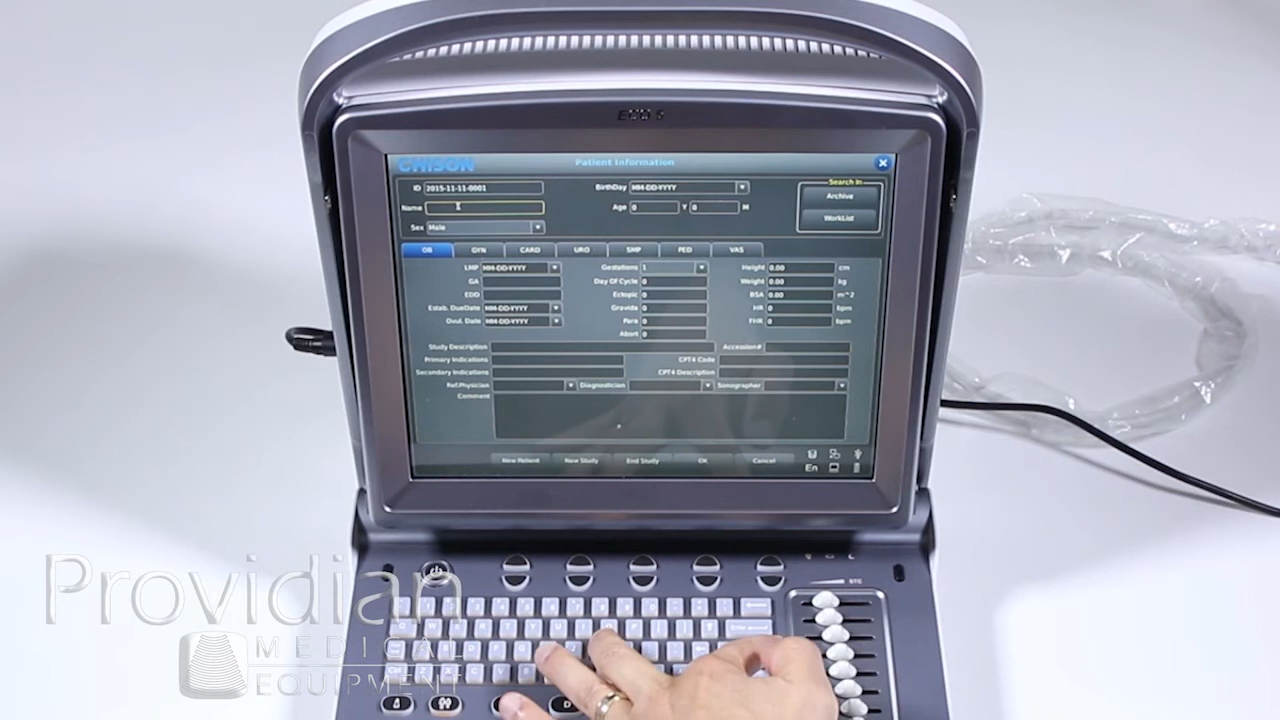 ECO 5
CHISON Patient Information
ID 2015-11-11-0001 BirthDay MM-DD-YYYY Search In
Archive
Name Age 0 Y 0 M
WorkList
Sex Male
OB GYN CARD URO SMP PED VAS
LMP MM-DD-YYYY Gestations 1 Height 0.00 cm
GA Day Of Cycle 0 Weight 0.00 kg
EDD Ectopic 0 BSA 0.00 m^2
Estab. DueDate MM-DD-YYYY Gravida 0 HR 0 bpm
Ovul. Date MM-DD-YYYY Para 0 FHR 0 bpm
Abort 0
Study Description Accession#
Primary Indications CPT4 Code
Secondary Indications CPT4 Description
Ref.Physician Diagnostician Sonographer
Comment
New Patient New Study End Study OK Cancel
En
STC
Providian
MEDICAL
EQUIPMENT